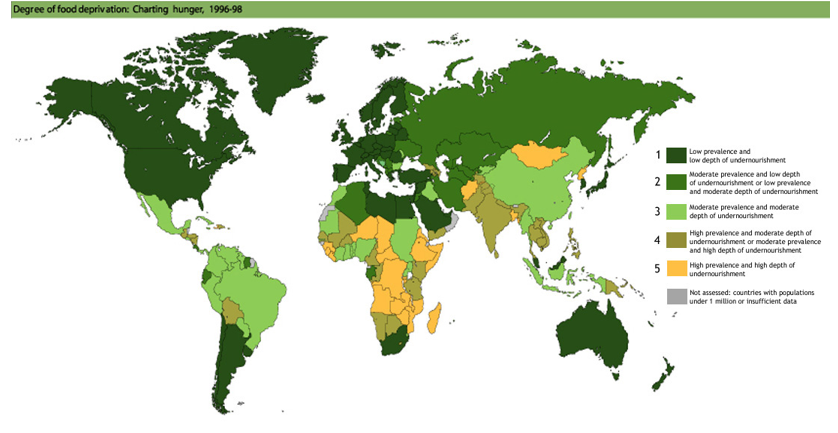 Degree of food deprivation: Charting hunger, 1996-98
1 Low prevalence and
low depth of undernourishment
2 Moderate prevalence and low depth
of undernourishment or low prevalence
and moderate depth of undernourishment
3 Moderate prevalence and moderate
depth of undernourishment
4 High prevalence and moderate depth of
undernourishment or moderate prevalence
and high depth of undernourishment
5 High prevalence and high depth of
undernourishment
Not assessed: countries with populations
under 1 million or insufficient data